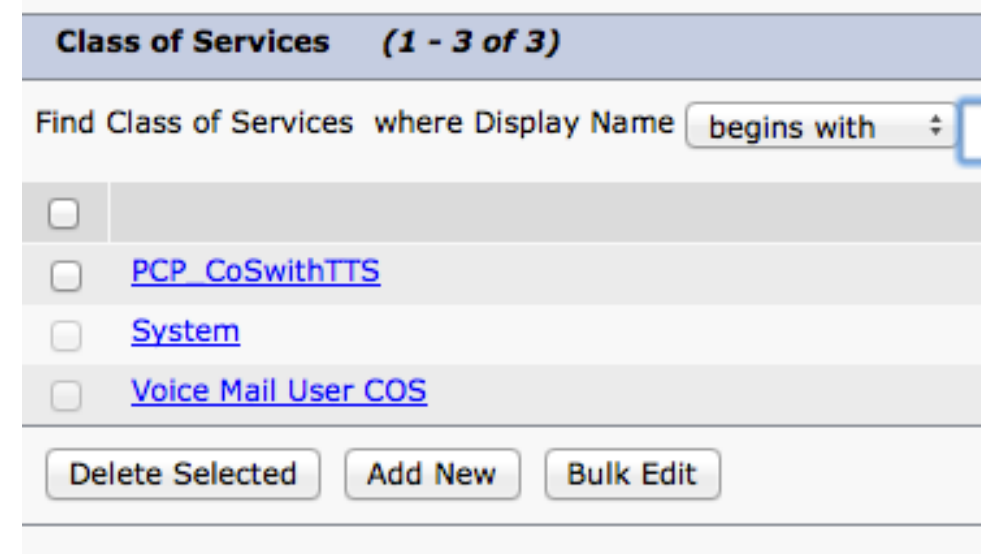 Class of Services (1 - 3 of 3)
Find Class of Services where Display Name begins with
PCP_CoSwithTTS
System
Voice Mail User COS
Delete Selected Add New Bulk Edit